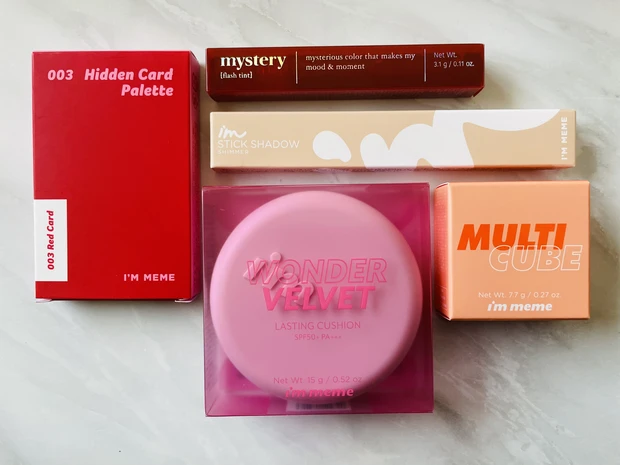 003 Hidden Card
Palette
003 Red Card
I'M MEME
mystery
[flash tint]
mysterious color that makes my
mood & moment
Net Wt.
3.1 g / 0.11 oz.
i'm
STICK SHADOW
SHIMMER
I'M MEME
i'm
WONDER
VELVET
LASTING CUSHION
SPF50+ PA+++
Net Wt. 15 g / 0.52 oz.
i'm meme
MULTI
CUBE
Net Wt. 7.7 g / 0.27 oz.
i'm meme